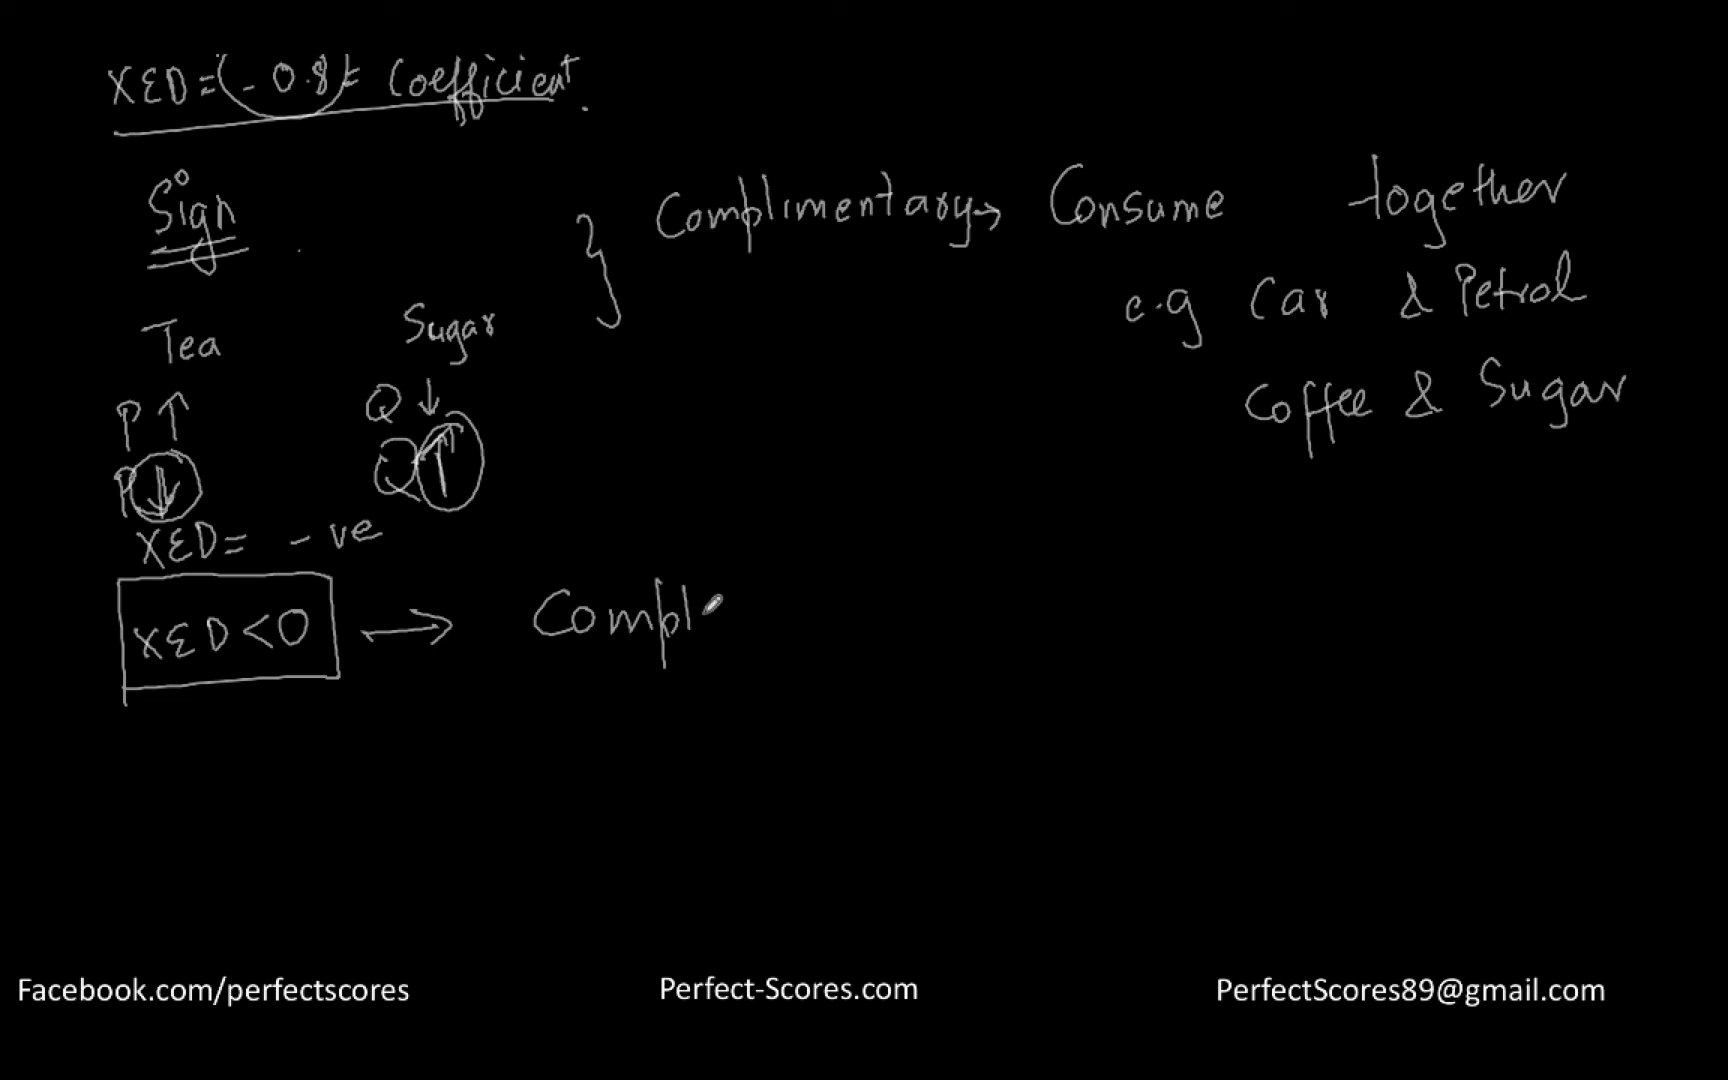 XED = (-0.8) = Coefficient.
Sign
Complimentary → Consume together
e.g Car & Petrol
Coffee & Sugar
Tea Sugar
P ↑ Q ↓
P ↓ Q ↑
XED = -ve
XED < 0 → Compl
Facebook.com/perfectscores Perfect-Scores.com PerfectScores89@gmail.com